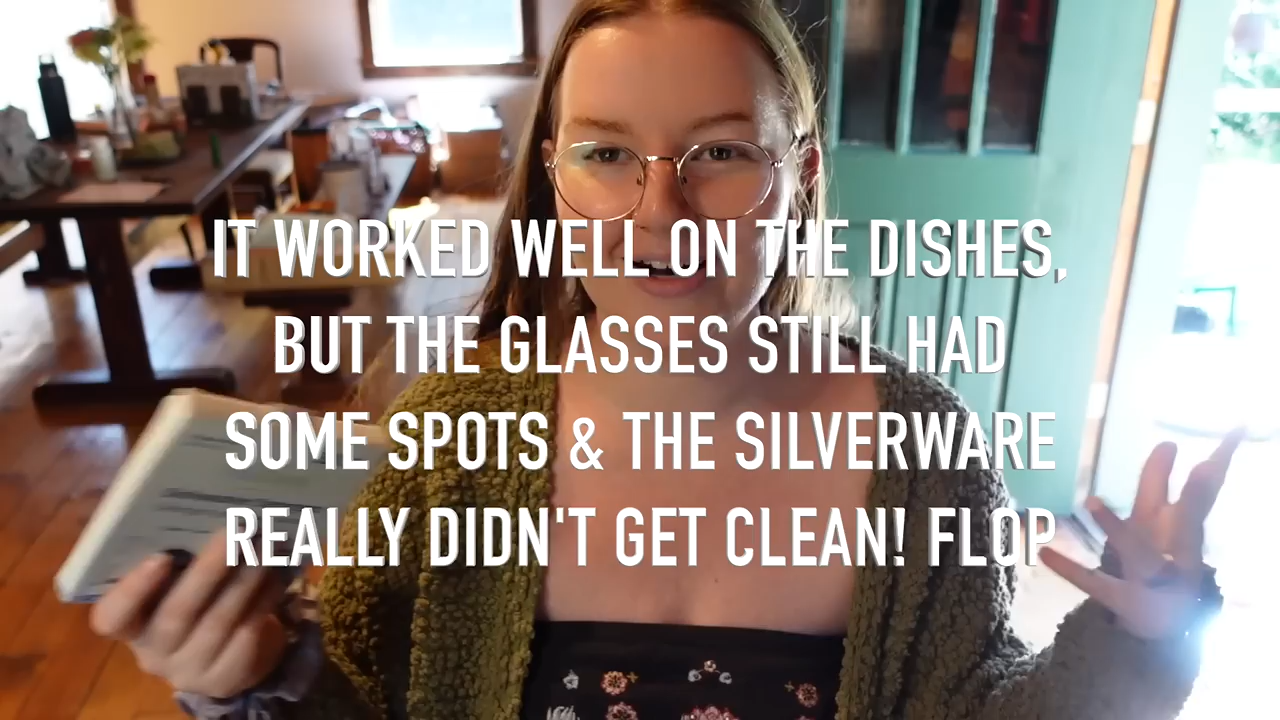 IT WORKED WELL ON THE DISHES,
BUT THE GLASSES STILL HAD
SOME SPOTS & THE SILVERWARE
REALLY DIDN'T GET CLEAN! FLOP